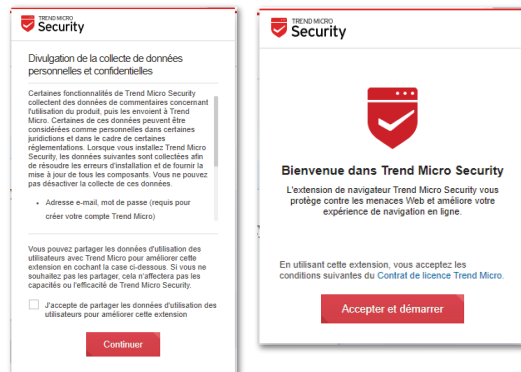 TREND MICRO
Security
Divulgation de la collecte de données
personnelles et confidentielles
Certaines fonctionnalités de Trend Micro Security
collectent des données de commentaires concernant
l'utilisation du produit, puis les envoient à Trend
Micro. Certaines de ces données peuvent être
considérées comme personnelles dans certaines
juridictions et dans le cadre de certaines
réglementations. Lorsque vous installez Trend Micro
Security, les données suivantes sont collectées afin
de résoudre les erreurs d'installation et de fournir la
mise à jour de tous les composants. Vous ne pouvez
pas désactiver la collecte de ces données.
• Adresse e-mail, mot de passe (requis pour
créer votre compte Trend Micro)
Vous pouvez partager les données d'utilisation des
utilisateurs avec Trend Micro pour améliorer cette
extension en cochant la case ci-dessous. Si vous ne
souhaitez pas les partager, cela n'affectera pas les
capacités ou l'efficacité de Trend Micro Security.
J'accepte de partager les données d'utilisation des
utilisateurs pour améliorer cette extension
Continuer
TREND MICRO
Security
Bienvenue dans Trend Micro Security
L'extension de navigateur Trend Micro Security vous
protège contre les menaces Web et améliore votre
expérience de navigation en ligne.
En utilisant cette extension, vous acceptez les
conditions suivantes du Contrat de licence Trend Micro.
Accepter et démarrer